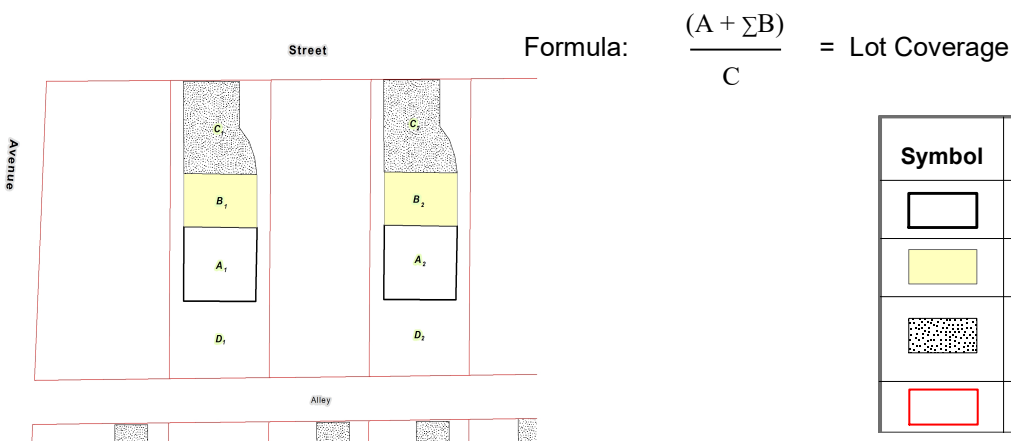 Street
Avenue
C₁
C₂
B₁
B₂
A₁
A₂
D₁
D₂
Alley
Formula: (A + ∑B)
C
= Lot Coverage
Symbol